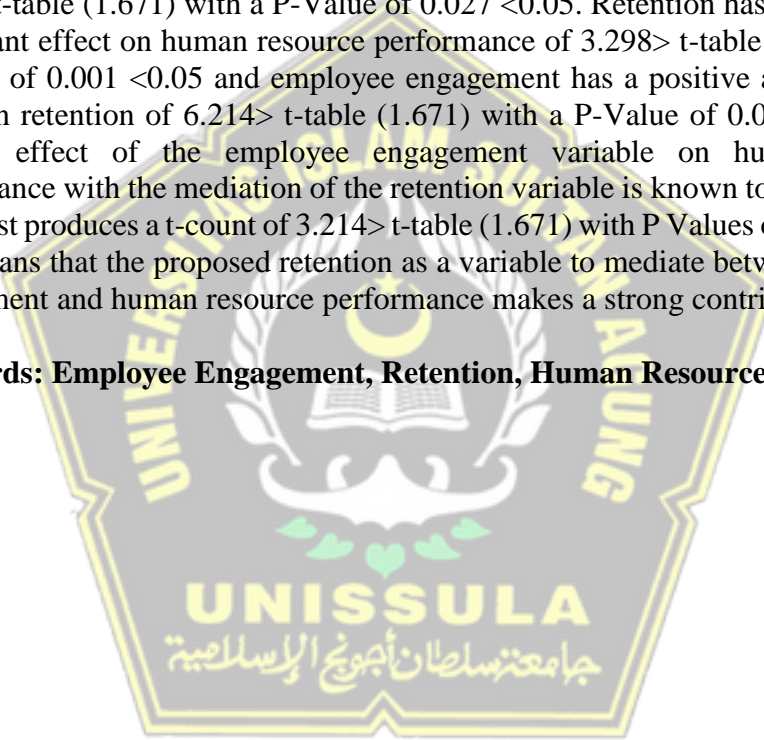 t-table (1.671) with a P-Value of 0.027 <0.05. Retention has
ant effect on human resource performance of 3.298> t-table
of 0.001 <0.05 and employee engagement has a positive a
n retention of 6.214> t-table (1.671) with a P-Value of 0.0
effect of the employee engagement variable on hu
ance with the mediation of the retention variable is known to
st produces a t-count of 3.214> t-table (1.671) with P Values
ans that the proposed retention as a variable to mediate betw
nent and human resource performance makes a strong contri
rds: Employee Engagement, Retention, Human Resource
UNIVERSITAS ISLAM SULTAN AGUNG
UNISSULA
جامعة سلطان أجونج الإسلامية